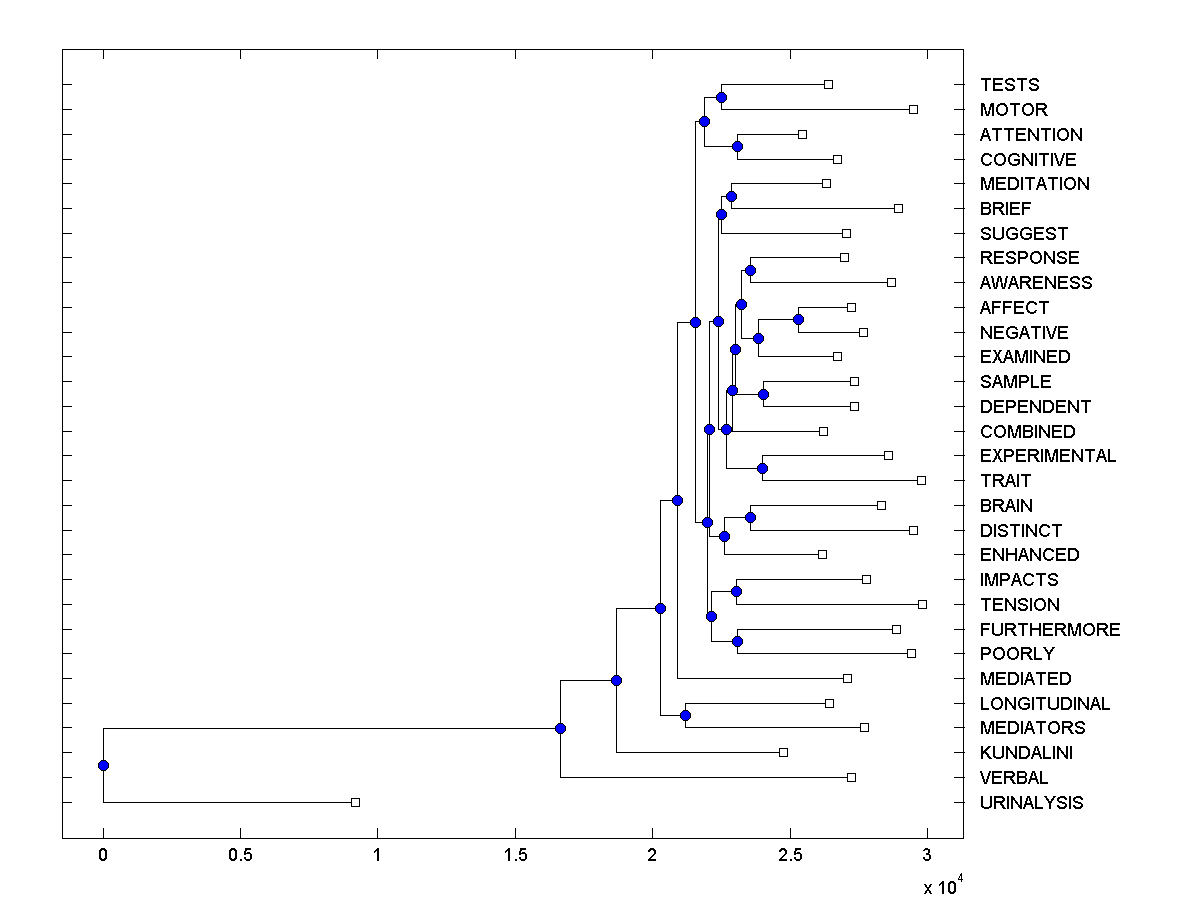 TESTS
MOTOR
ATTENTION
COGNITIVE
MEDITATION
BRIEF
SUGGEST
RESPONSE
AWARENESS
AFFECT
NEGATIVE
EXAMINED
SAMPLE
DEPENDENT
COMBINED
EXPERIMENTAL
TRAIT
BRAIN
DISTINCT
ENHANCED
IMPACTS
TENSION
FURTHERMORE
POORLY
MEDIATED
LONGITUDINAL
MEDIATORS
KUNDALINI
VERBAL
URINALYSIS
0 0.5 1 1.5 2 2.5 3
x 10^4